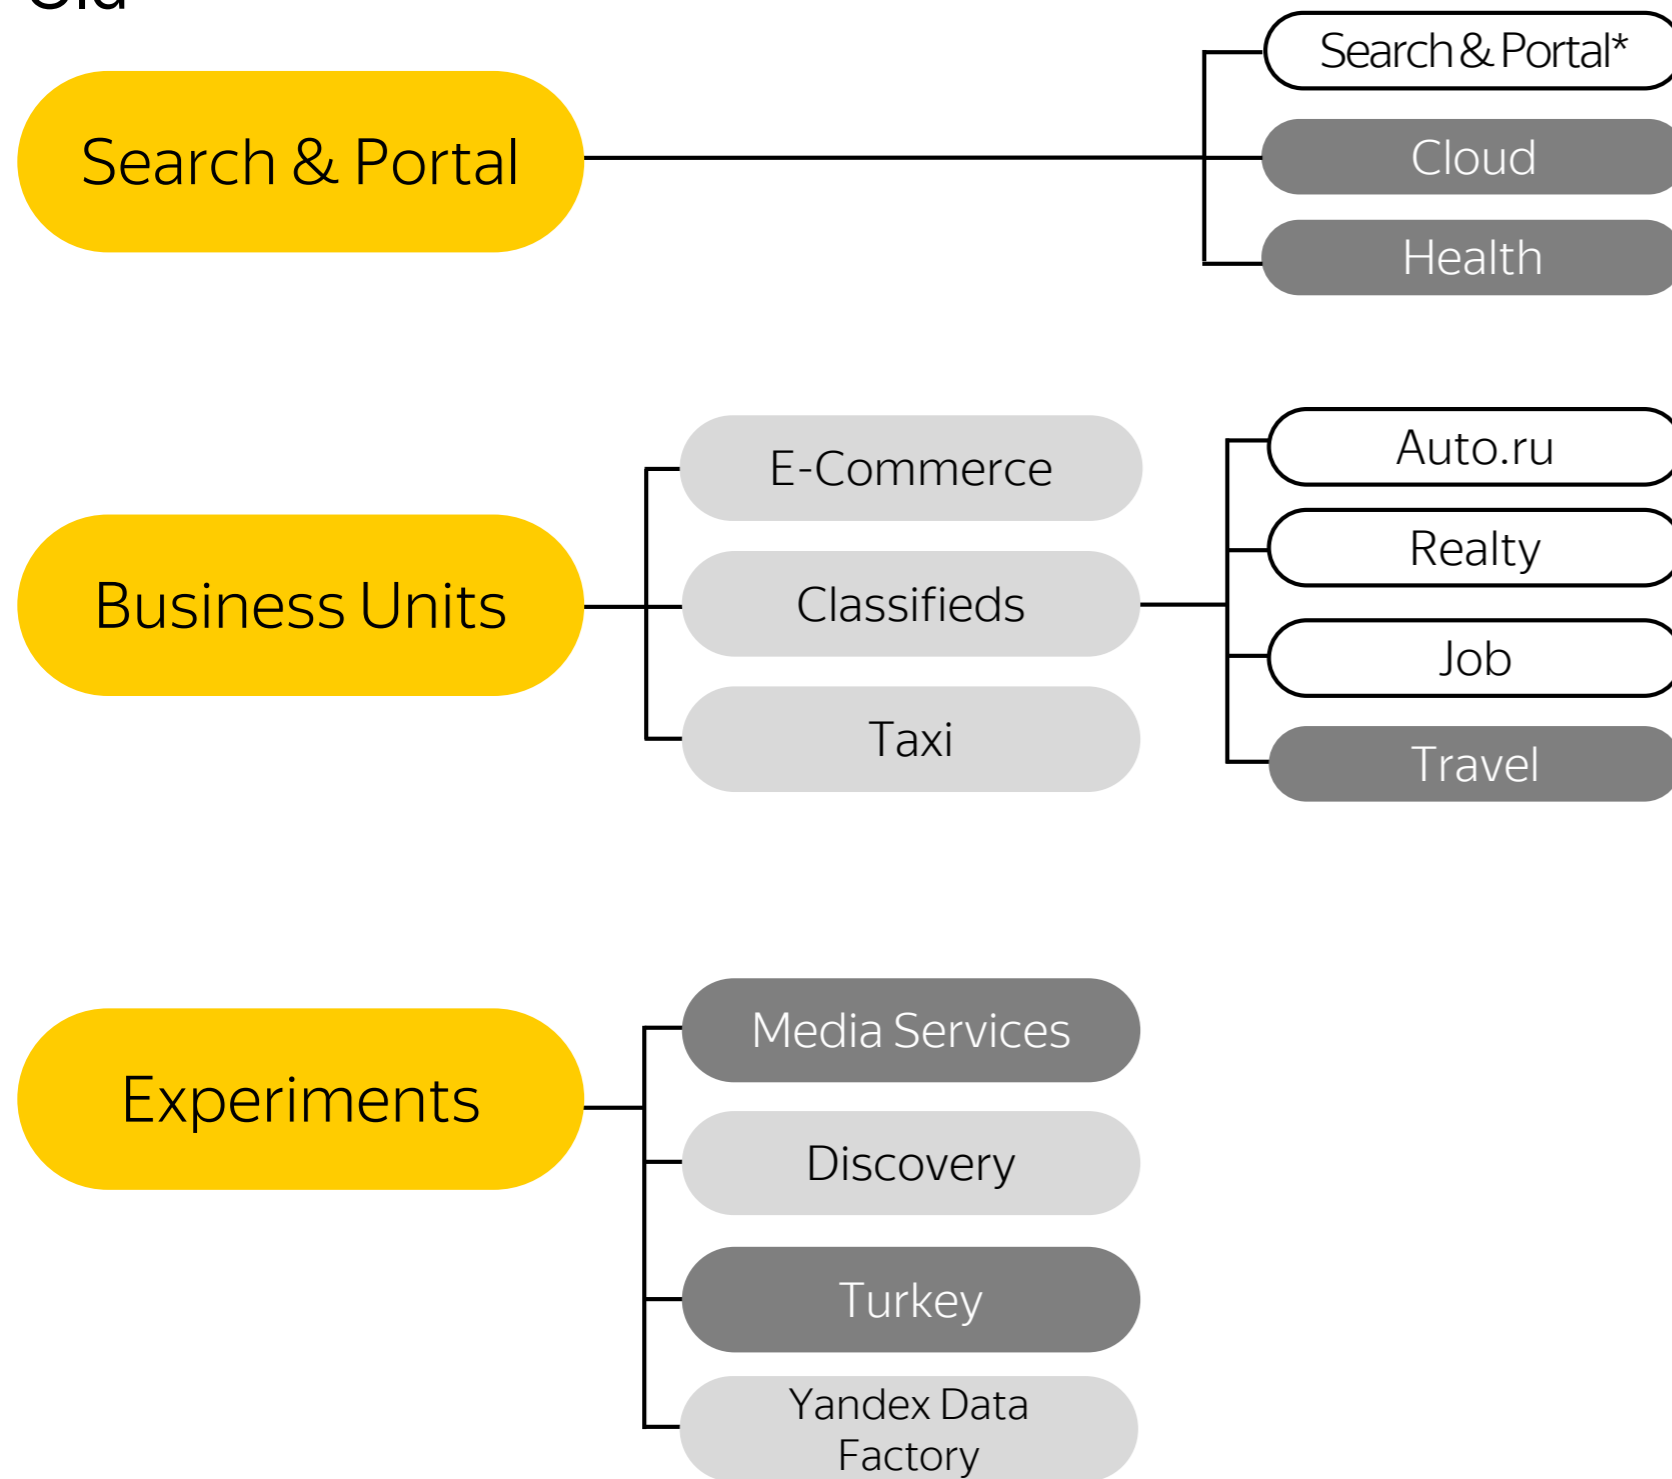 Old
Search & Portal
Search & Portal*
Cloud
Health
Business Units
E-Commerce
Classifieds
Taxi
Auto.ru
Realty
Job
Travel
Experiments
Media Services
Discovery
Turkey
Yandex Data
Factory